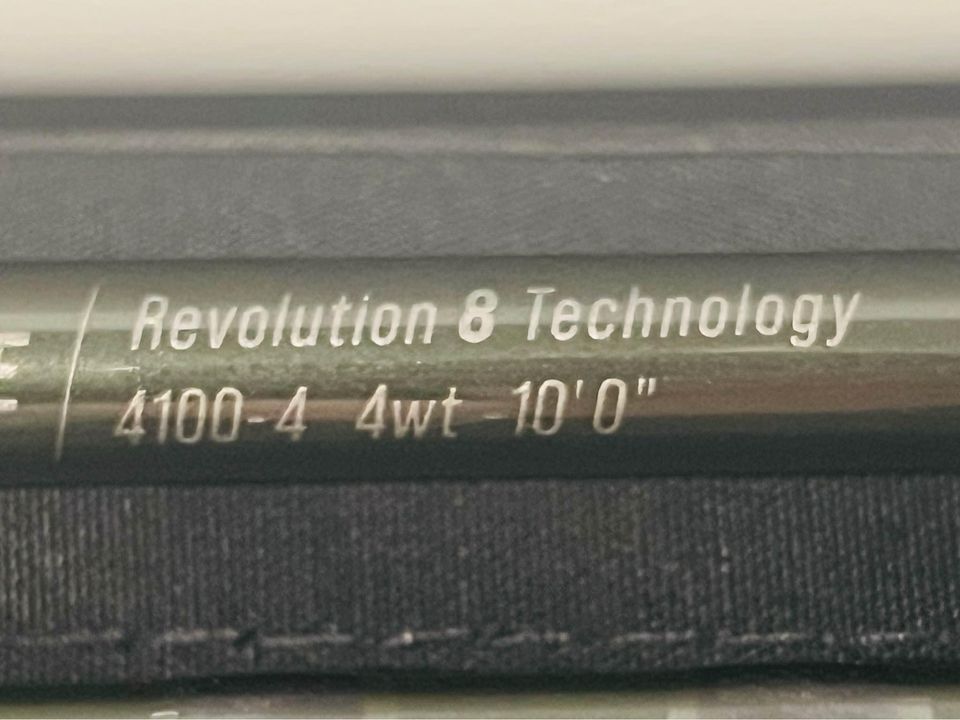 Revolution 8 Technology
4100-4 4wt 10'0"